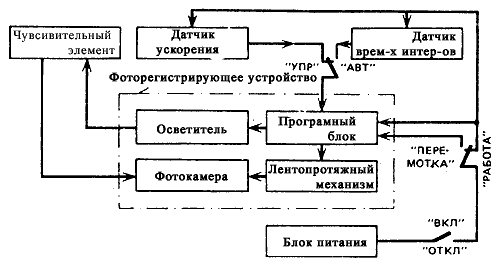 Чувсивительный
элемент
Датчик
ускорения
Датчик
врем-х интер-ов
"УПР"
"АВТ"
Фоторегистрирующее устройство
Осветитель
Програмный
блок
"ПЕРЕ-
МОТКА"
"РАБОТА"
Фотокамера
Лентопротяжный
механизм
"ВКЛ"
Блок питания
"ОТКЛ"